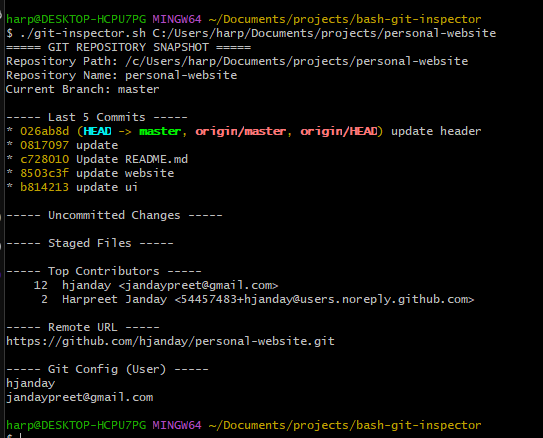 harp@DESKTOP-HCPU7PG MINGW64 ~/Documents/projects/bash-git-inspector
$ ./git-inspector.sh C:/Users/harp/Documents/projects/personal-website
===== GIT REPOSITORY SNAPSHOT =====
Repository Path: /c/Users/harp/Documents/projects/personal-website
Repository Name: personal-website
Current Branch: master
----- Last 5 Commits -----
* 026ab8d (HEAD -> master, origin/master, origin/HEAD) update header
* 0817097 update
* c728010 Update README.md
* 8503c3f update website
* b814213 update ui
----- Uncommitted Changes -----
----- Staged Files -----
----- Top Contributors -----
12 hjanday <jandaypreet@gmail.com>
2 Harpreet Janday <54457483+hjanday@users.noreply.github.com>
----- Remote URL -----
https://github.com/hjanday/personal-website.git
----- Git Config (User) -----
hjanday
jandaypreet@gmail.com
harp@DESKTOP-HCPU7PG MINGW64 ~/Documents/projects/bash-git-inspector
$